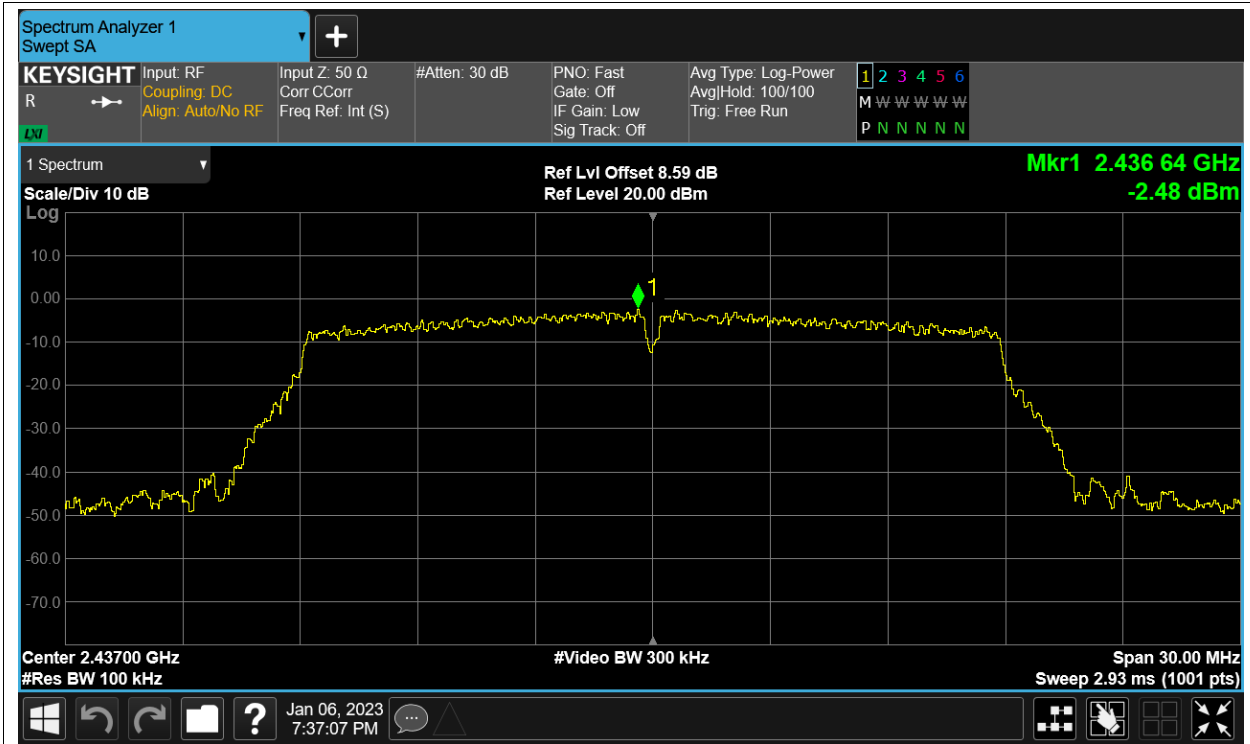 Spectrum Analyzer 1
Swept SA
KEYSIGHT
R
LXI
Input: RF
Coupling: DC
Align: Auto/No RF
Input Z: 50 Ω
Corr CCorr
Freq Ref: Int (S)
#Atten: 30 dB
PNO: Fast
Gate: Off
IF Gain: Low
Sig Track: Off
Avg Type: Log-Power
Avg|Hold: 100/100
Trig: Free Run
1 2 3 4 5 6
M W W W W W
P N N N N N
1 Spectrum
Scale/Div 10 dB
Log
Ref Lvl Offset 8.59 dB
Ref Level 20.00 dBm
Mkr1 2.436 64 GHz
-2.48 dBm
10.0
0.00
-10.0
-20.0
-30.0
-40.0
-50.0
-60.0
-70.0
1
Center 2.43700 GHz
#Res BW 100 kHz
#Video BW 300 kHz
Span 30.00 MHz
Sweep 2.93 ms (1001 pts)
?
Jan 06, 2023
7:37:07 PM